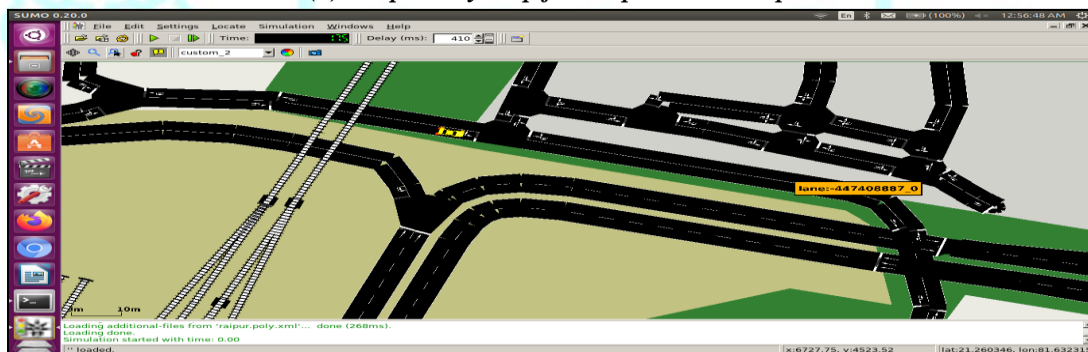 SUMO 0.20.0
En (100%) 12:56:48 AM
File Edit Settings Locate Simulation Windows Help
Time: 175 Delay (ms): 410
custom_2
lane:-447408887_0
10m
Loading additional-files from 'raipur.poly.xml'... done (268ms).
Loading done.
Simulation started with time: 0.00
'' loaded.
x:6727.75, y:4523.52
lat:21.260346, lon:81.63231